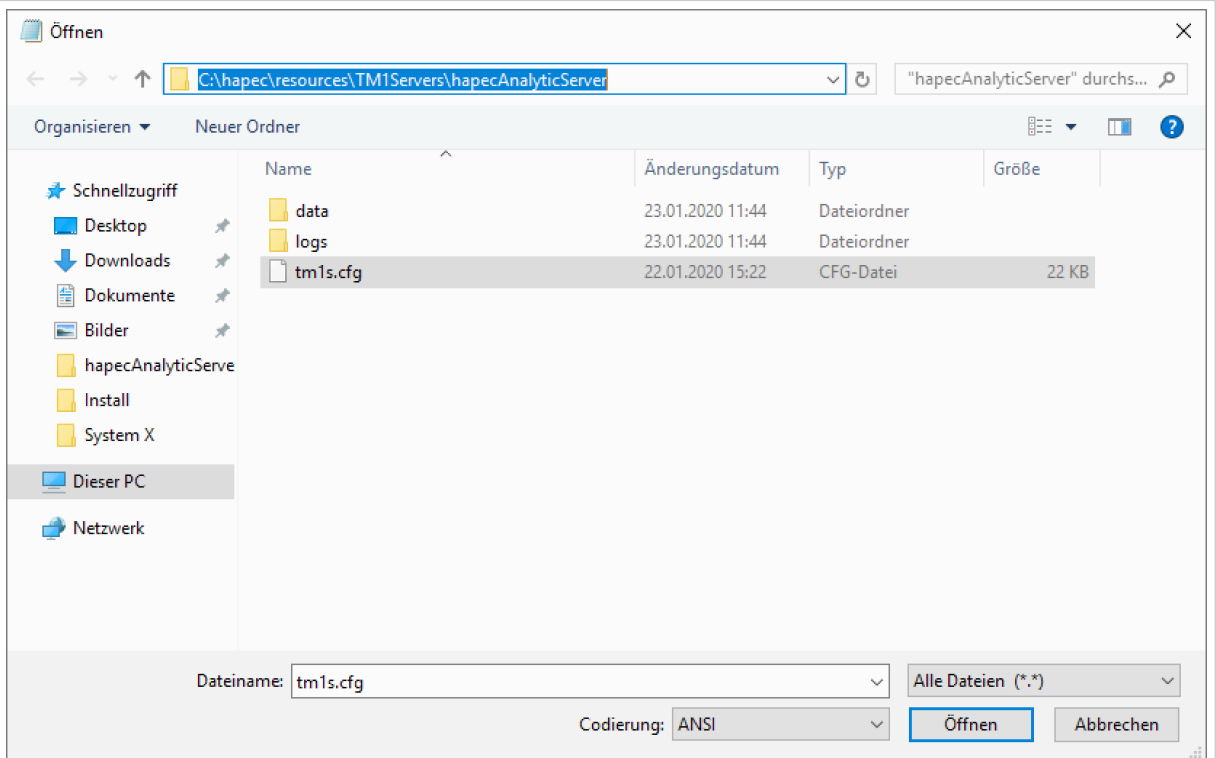 Öffnen
C:\hapec\resources\TM1Servers\hapecAnalyticServer
"hapecAnalyticServer" durchs...
Organisieren
Neuer Ordner
Name Änderungsdatum Typ Größe
Schnellzugriff
Desktop
Downloads
Dokumente
Bilder
hapecAnalyticServe
Install
System X
Dieser PC
Netzwerk
data 23.01.2020 11:44 Dateiordner
logs 23.01.2020 11:44 Dateiordner
tm1s.cfg 22.01.2020 15:22 CFG-Datei 22 KB
Dateiname: tm1s.cfg Alle Dateien (*.*)
Codierung: ANSI Öffnen Abbrechen